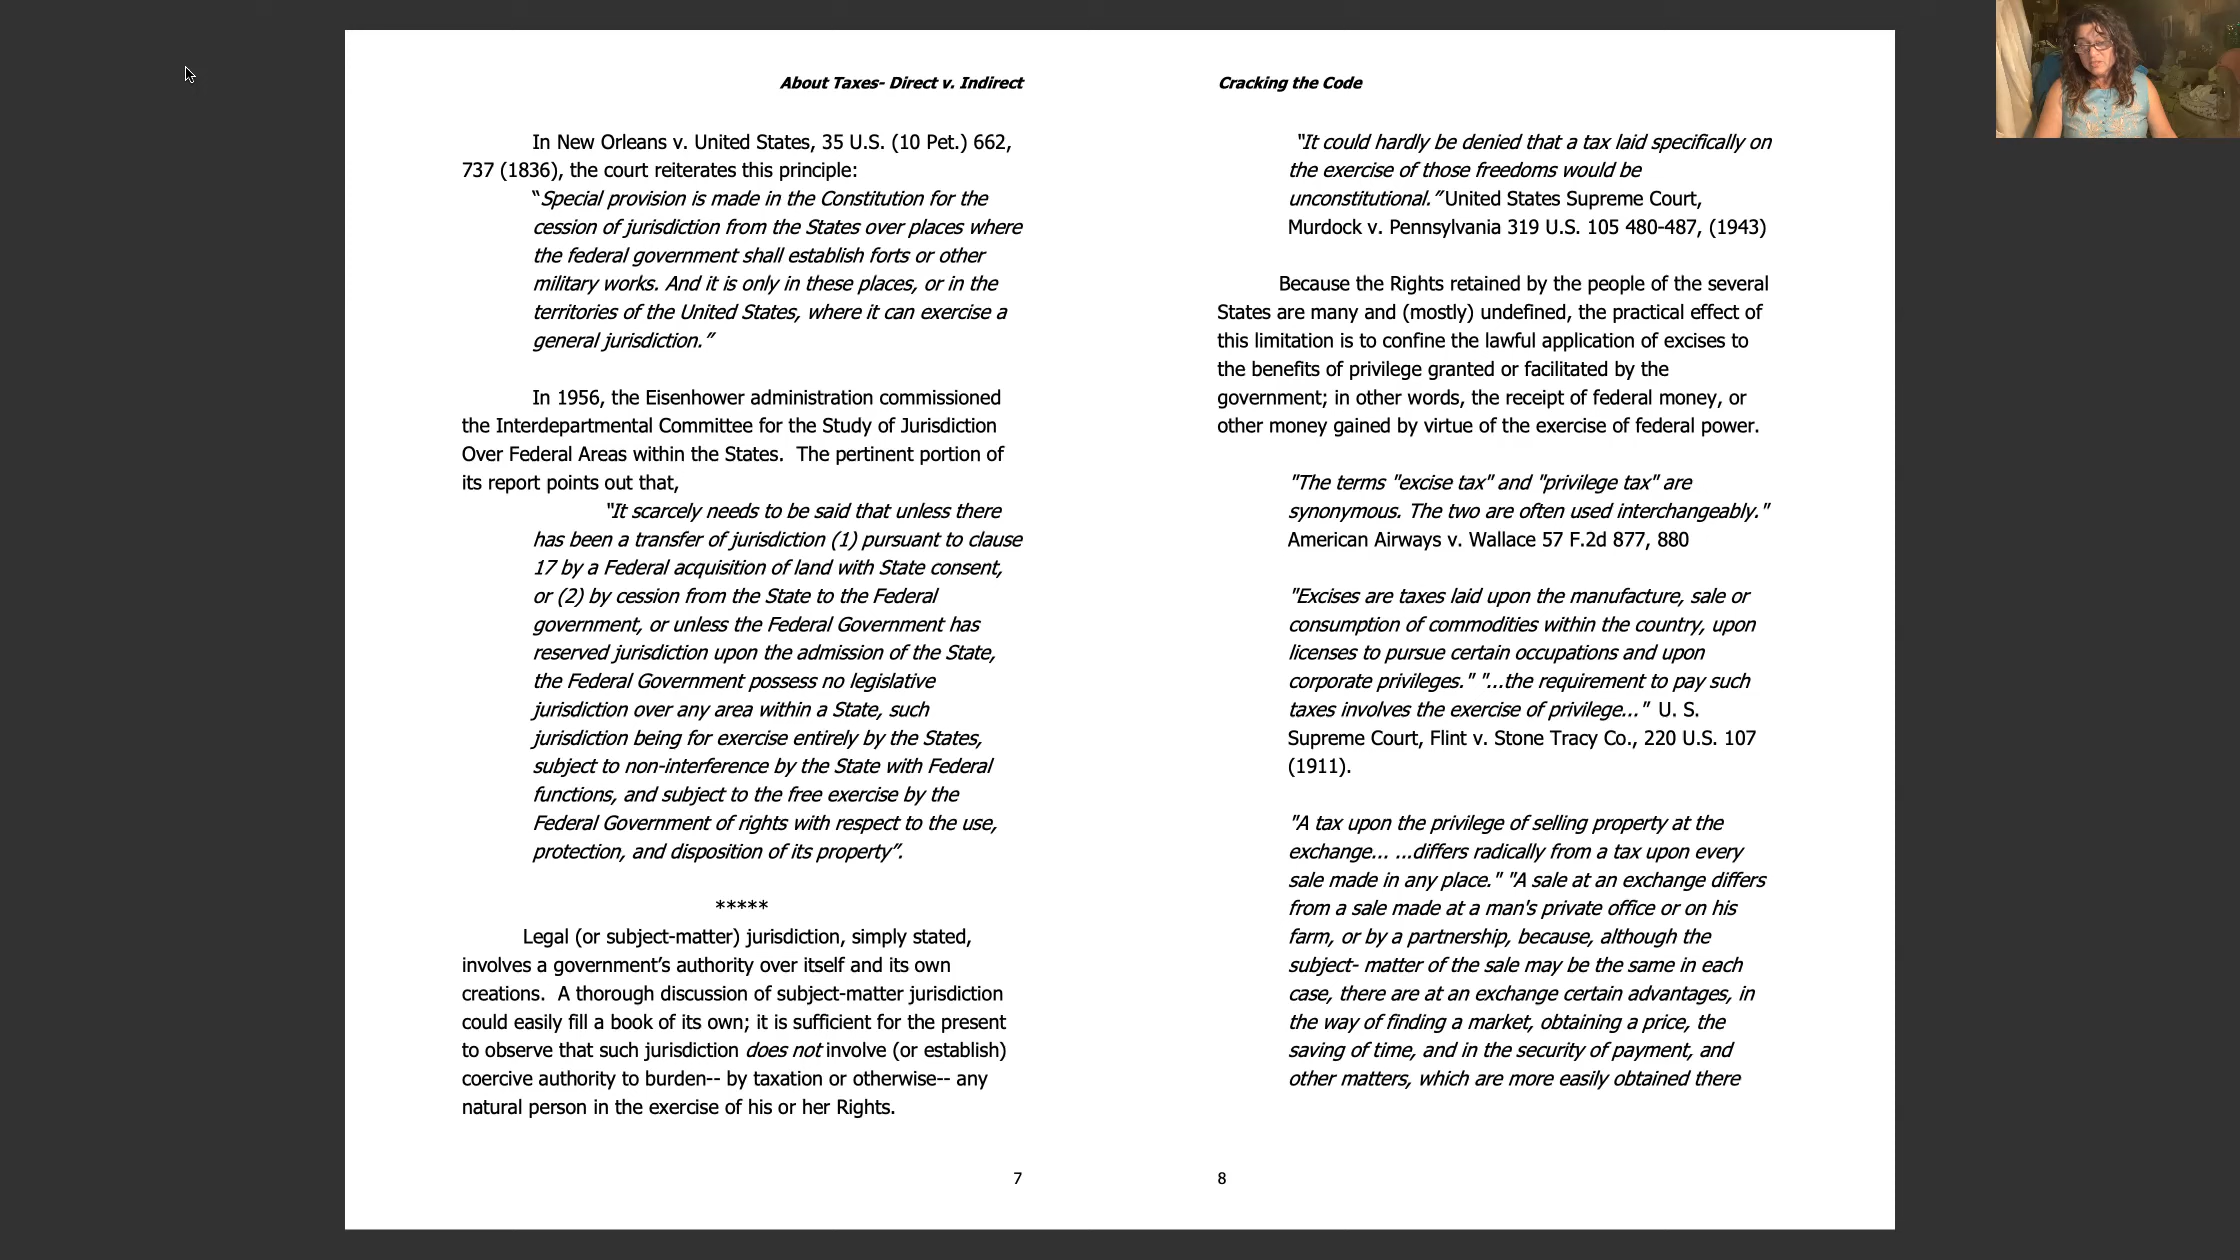 About Taxes- Direct v. Indirect
In New Orleans v. United States, 35 U.S. (10 Pet.) 662,
737 (1836), the court reiterates this principle:
“Special provision is made in the Constitution for the
cession of jurisdiction from the States over places where
the federal government shall establish forts or other
military works. And it is only in these places, or in the
territories of the United States, where it can exercise a
general jurisdiction.”
In 1956, the Eisenhower administration commissioned
the Interdepartmental Committee for the Study of Jurisdiction
Over Federal Areas within the States.  The pertinent portion of
its report points out that,
“It scarcely needs to be said that unless there
has been a transfer of jurisdiction (1) pursuant to clause
17 by a Federal acquisition of land with State consent,
or (2) by cession from the State to the Federal
government, or unless the Federal Government has
reserved jurisdiction upon the admission of the State,
the Federal Government possess no legislative
jurisdiction over any area within a State, such
jurisdiction being for exercise entirely by the States,
subject to non-interference by the State with Federal
functions, and subject to the free exercise by the
Federal Government of rights with respect to the use,
protection, and disposition of its property”.
*****
Legal (or subject-matter) jurisdiction, simply stated,
involves a government’s authority over itself and its own
creations.  A thorough discussion of subject-matter jurisdiction
could easily fill a book of its own; it is sufficient for the present
to observe that such jurisdiction does not involve (or establish)
coercive authority to burden-- by taxation or otherwise-- any
natural person in the exercise of his or her Rights.
7
Cracking the Code
“It could hardly be denied that a tax laid specifically on
the exercise of those freedoms would be
unconstitutional.” United States Supreme Court,
Murdock v. Pennsylvania 319 U.S. 105 480-487, (1943)
Because the Rights retained by the people of the several
States are many and (mostly) undefined, the practical effect of
this limitation is to confine the lawful application of excises to
the benefits of privilege granted or facilitated by the
government; in other words, the receipt of federal money, or
other money gained by virtue of the exercise of federal power.
"The terms "excise tax" and "privilege tax" are
synonymous. The two are often used interchangeably."
American Airways v. Wallace 57 F.2d 877, 880
"Excises are taxes laid upon the manufacture, sale or
consumption of commodities within the country, upon
licenses to pursue certain occupations and upon
corporate privileges." "...the requirement to pay such
taxes involves the exercise of privilege..." U. S.
Supreme Court, Flint v. Stone Tracy Co., 220 U.S. 107
(1911).
"A tax upon the privilege of selling property at the
exchange... ...differs radically from a tax upon every
sale made in any place." "A sale at an exchange differs
from a sale made at a man's private office or on his
farm, or by a partnership, because, although the
subject- matter of the sale may be the same in each
case, there are at an exchange certain advantages, in
the way of finding a market, obtaining a price, the
saving of time, and in the security of payment, and
other matters, which are more easily obtained there
8